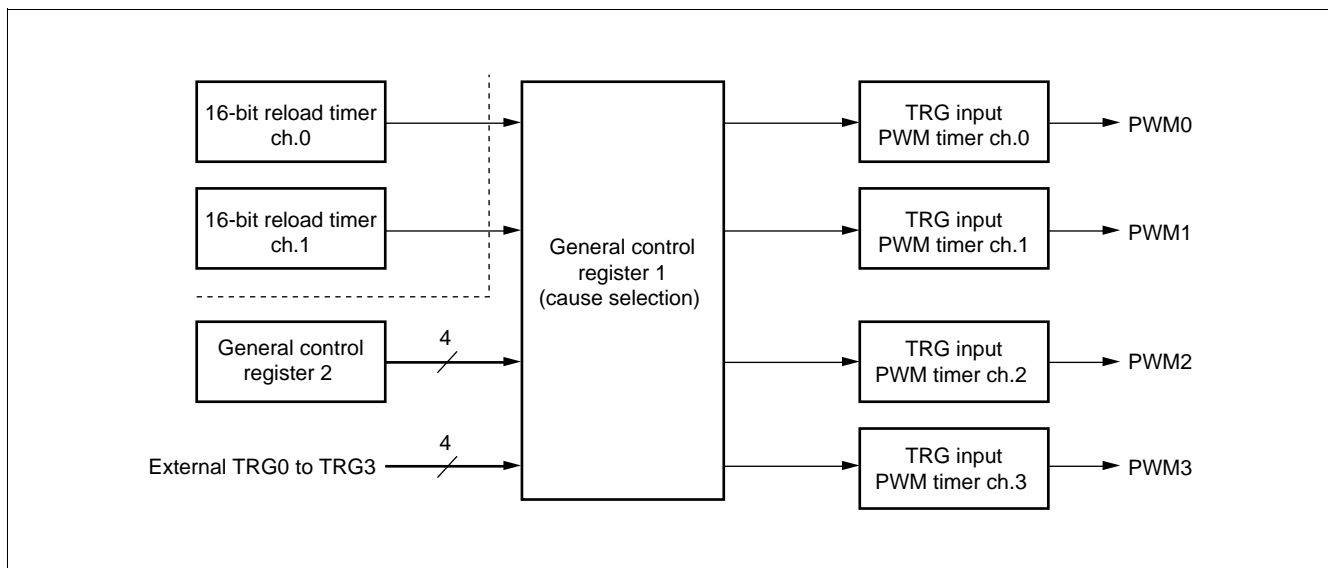 16-bit reload timer
ch.0
16-bit reload timer
ch.1
General control
register 2
4
External TRG0 to TRG3
4
General control
register 1
(cause selection)
TRG input
PWM timer ch.0
PWM0
TRG input
PWM timer ch.1
PWM1
TRG input
PWM timer ch.2
PWM2
TRG input
PWM timer ch.3
PWM3